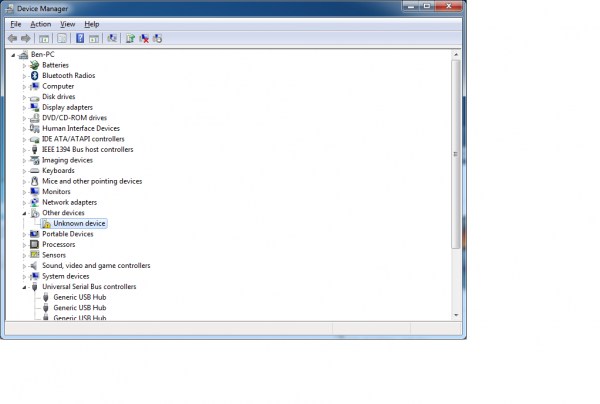 Device Manager
File Action View Help
Ben-PC
Batteries
Bluetooth Radios
Computer
Disk drives
Display adapters
DVD/CD-ROM drives
Human Interface Devices
IDE ATA/ATAPI controllers
IEEE 1394 Bus host controllers
Imaging devices
Keyboards
Mice and other pointing devices
Monitors
Network adapters
Other devices
Unknown device
Portable Devices
Processors
Sensors
Sound, video and game controllers
System devices
Universal Serial Bus controllers
Generic USB Hub
Generic USB Hub
Generic USB Hub